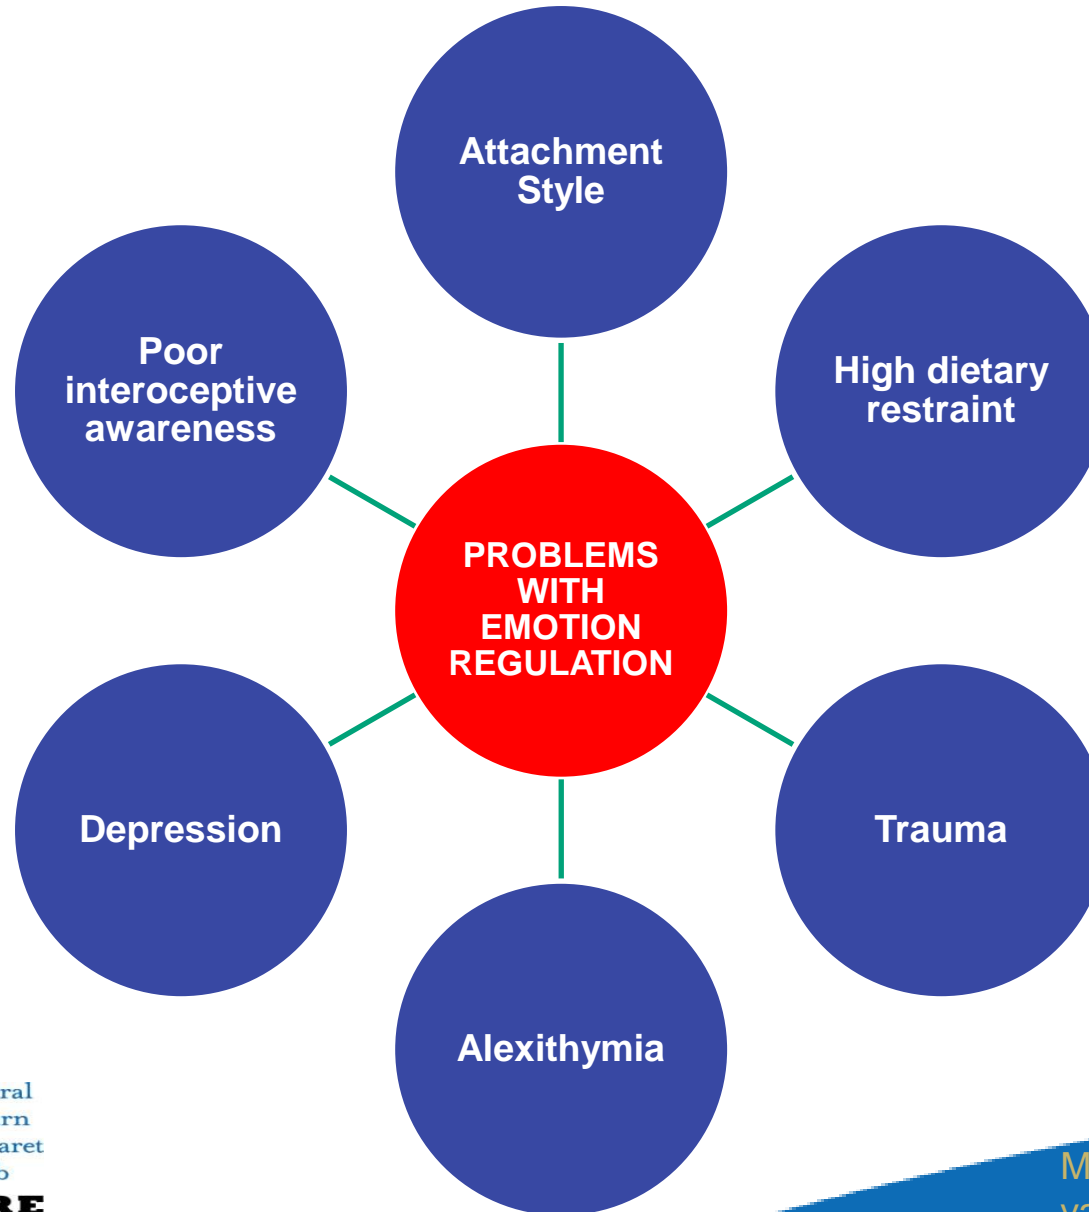 Attachment
Style
Poor
interoceptive
awareness
High dietary
restraint
PROBLEMS
WITH
EMOTION
REGULATION
Depression
Trauma
Alexithymia